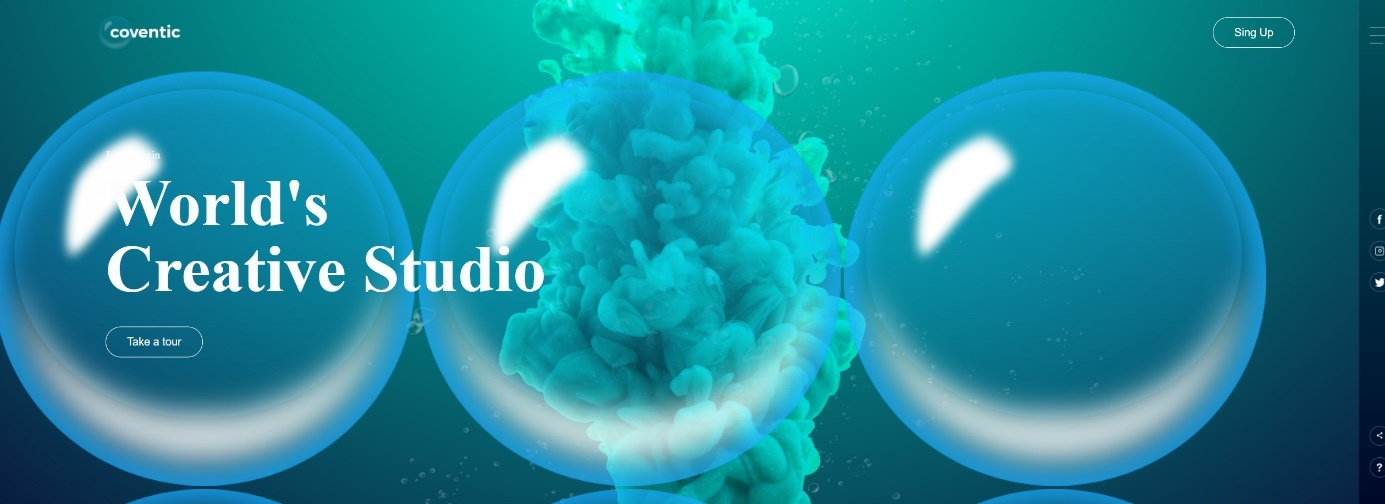 coventic
Sing Up
World's
Creative Studio
Take a tour